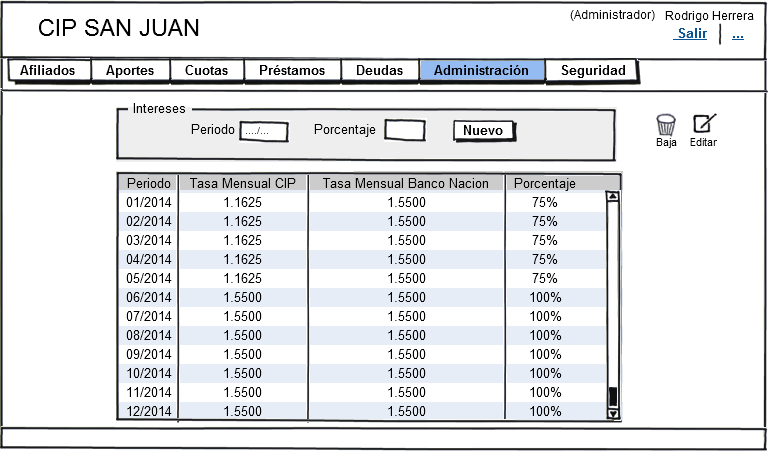 (Administrador) Rodrigo Herrera
CIP SAN JUAN
Salir ...
Afiliados Aportes Cuotas Préstamos Deudas Administración Seguridad
Intereses
Periodo ..../... Porcentaje Nuevo
Baja Editar
Periodo Tasa Mensual CIP Tasa Mensual Banco Nacion Porcentaje
01/2014 1.1625 1.5500 75%
02/2014 1.1625 1.5500 75%
03/2014 1.1625 1.5500 75%
04/2014 1.1625 1.5500 75%
05/2014 1.1625 1.5500 75%
06/2014 1.5500 1.5500 100%
07/2014 1.5500 1.5500 100%
08/2014 1.5500 1.5500 100%
09/2014 1.5500 1.5500 100%
10/2014 1.5500 1.5500 100%
11/2014 1.5500 1.5500 100%
12/2014 1.5500 1.5500 100%